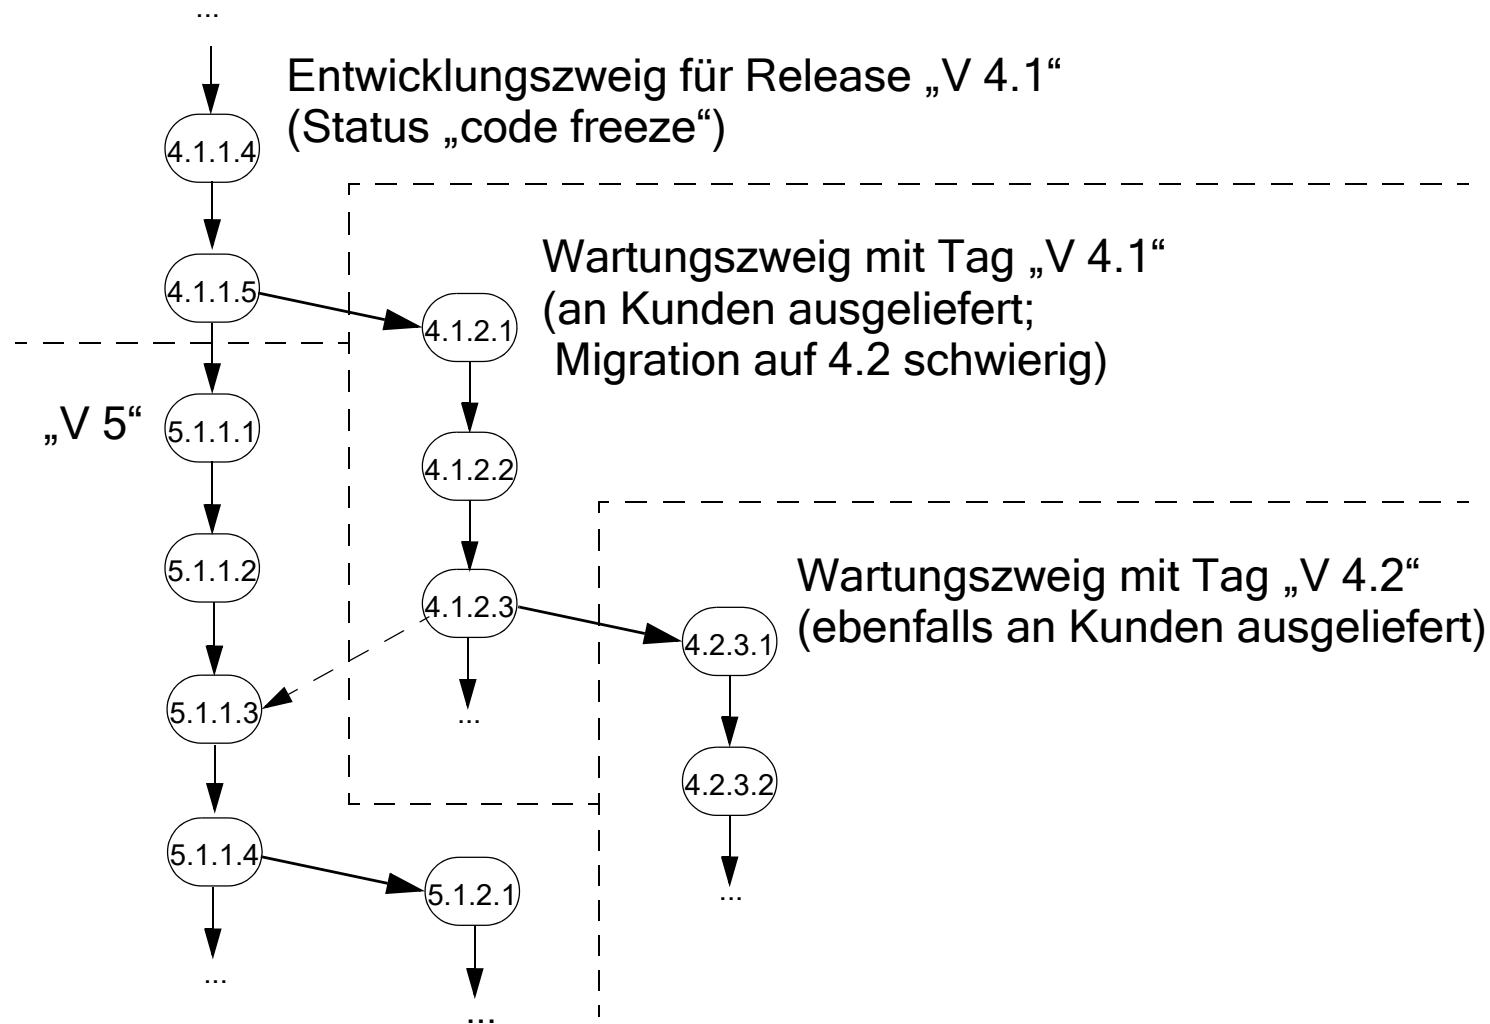 ...
Entwicklungszweig für Release „V 4.1“
(Status „code freeze“)
4.1.1.4
4.1.1.5
Wartungszweig mit Tag „V 4.1“
(an Kunden ausgeliefert;
Migration auf 4.2 schwierig)
4.1.2.1
„V 5“
5.1.1.1
4.1.2.2
5.1.1.2
4.1.2.3
Wartungszweig mit Tag „V 4.2“
(ebenfalls an Kunden ausgeliefert)
4.2.3.1
5.1.1.3
...
4.2.3.2
5.1.1.4
5.1.2.1
...
...
...